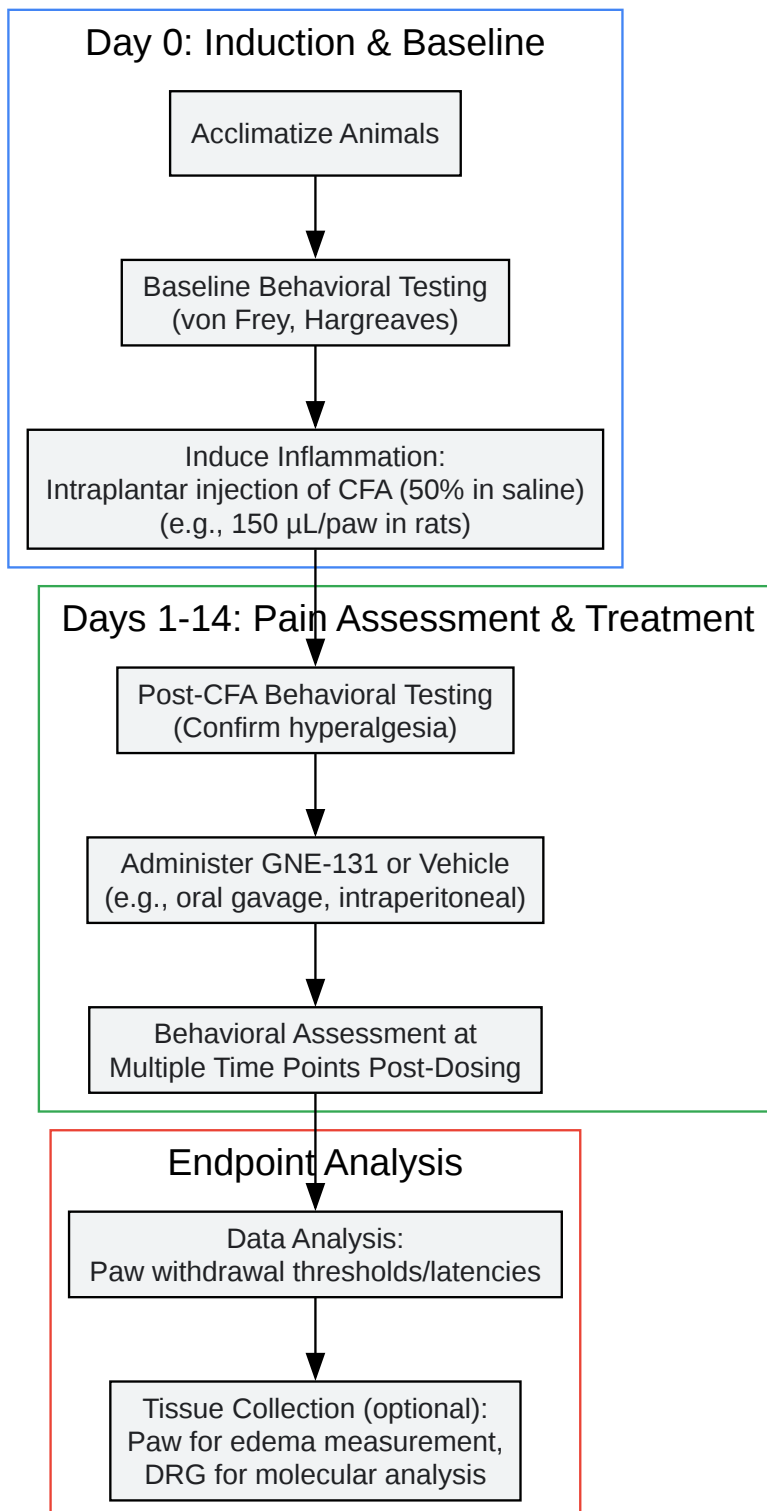 Day 0: Induction & Baseline
Acclimatize Animals
Baseline Behavioral Testing
(von Frey, Hargreaves)
Induce Inflammation:
Intraplantar injection of CFA (50% in saline)
(e.g., 150 µL/paw in rats)
Days 1-14: Pain Assessment & Treatment
Post-CFA Behavioral Testing
(Confirm hyperalgesia)
Administer GNE-131 or Vehicle
(e.g., oral gavage, intraperitoneal)
Behavioral Assessment at
Multiple Time Points Post-Dosing
Endpoint Analysis
Data Analysis:
Paw withdrawal thresholds/latencies
Tissue Collection (optional):
Paw for edema measurement,
DRG for molecular analysis